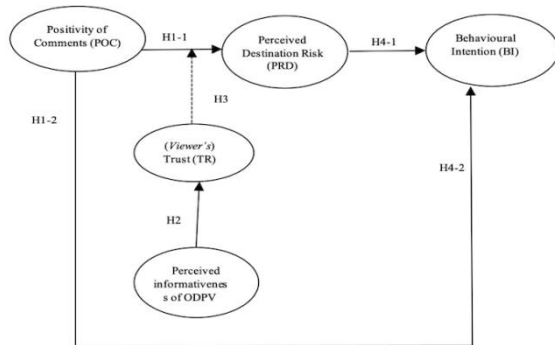 Positivity of
Comments (POC)
H1-1
Perceived
Destination Risk
(PRD)
H4-1
Behavioural
Intention (BI)
H3
H1-2
(Viewer's)
Trust (TR)
H4-2
H2
Perceived
informativenes
s of ODPV